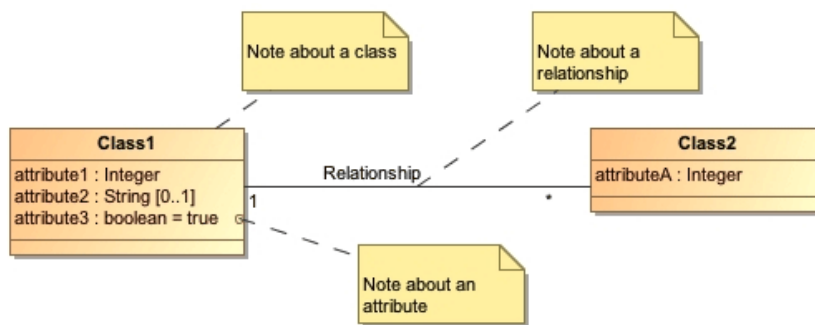 Note about a class
Note about a
relationship
Class1
attribute1 : Integer
attribute2 : String [0..1]
attribute3 : boolean = true
Relationship
1
*
Class2
attributeA : Integer
Note about an
attribute